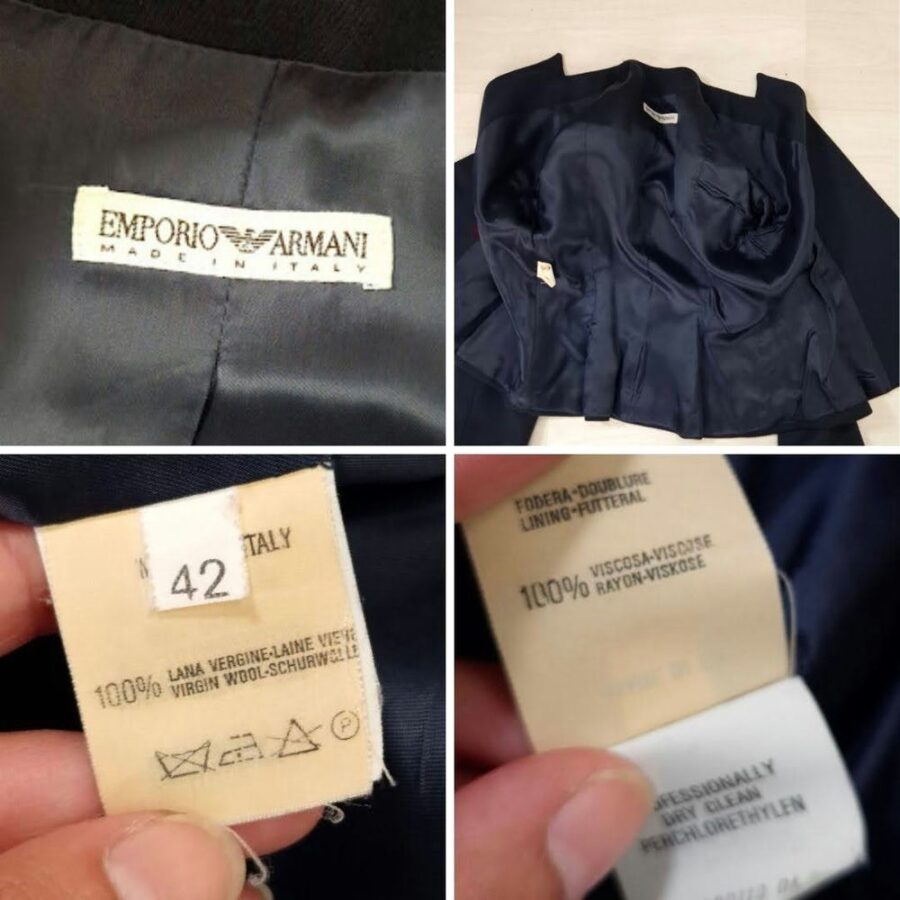 EMPORIO ARMANI
MADE IN ITALY
42
100% LANA VERGINE-LAINE
VIRGIN WOOL-SCHURWOLLE
P
FODERA-DOUBLURE
LINING-FUTTERAL
100% VISCOSA-VISCOSE
RAYON-VISKOSE
DRY CLEAN
PERCHLORETHYLEN